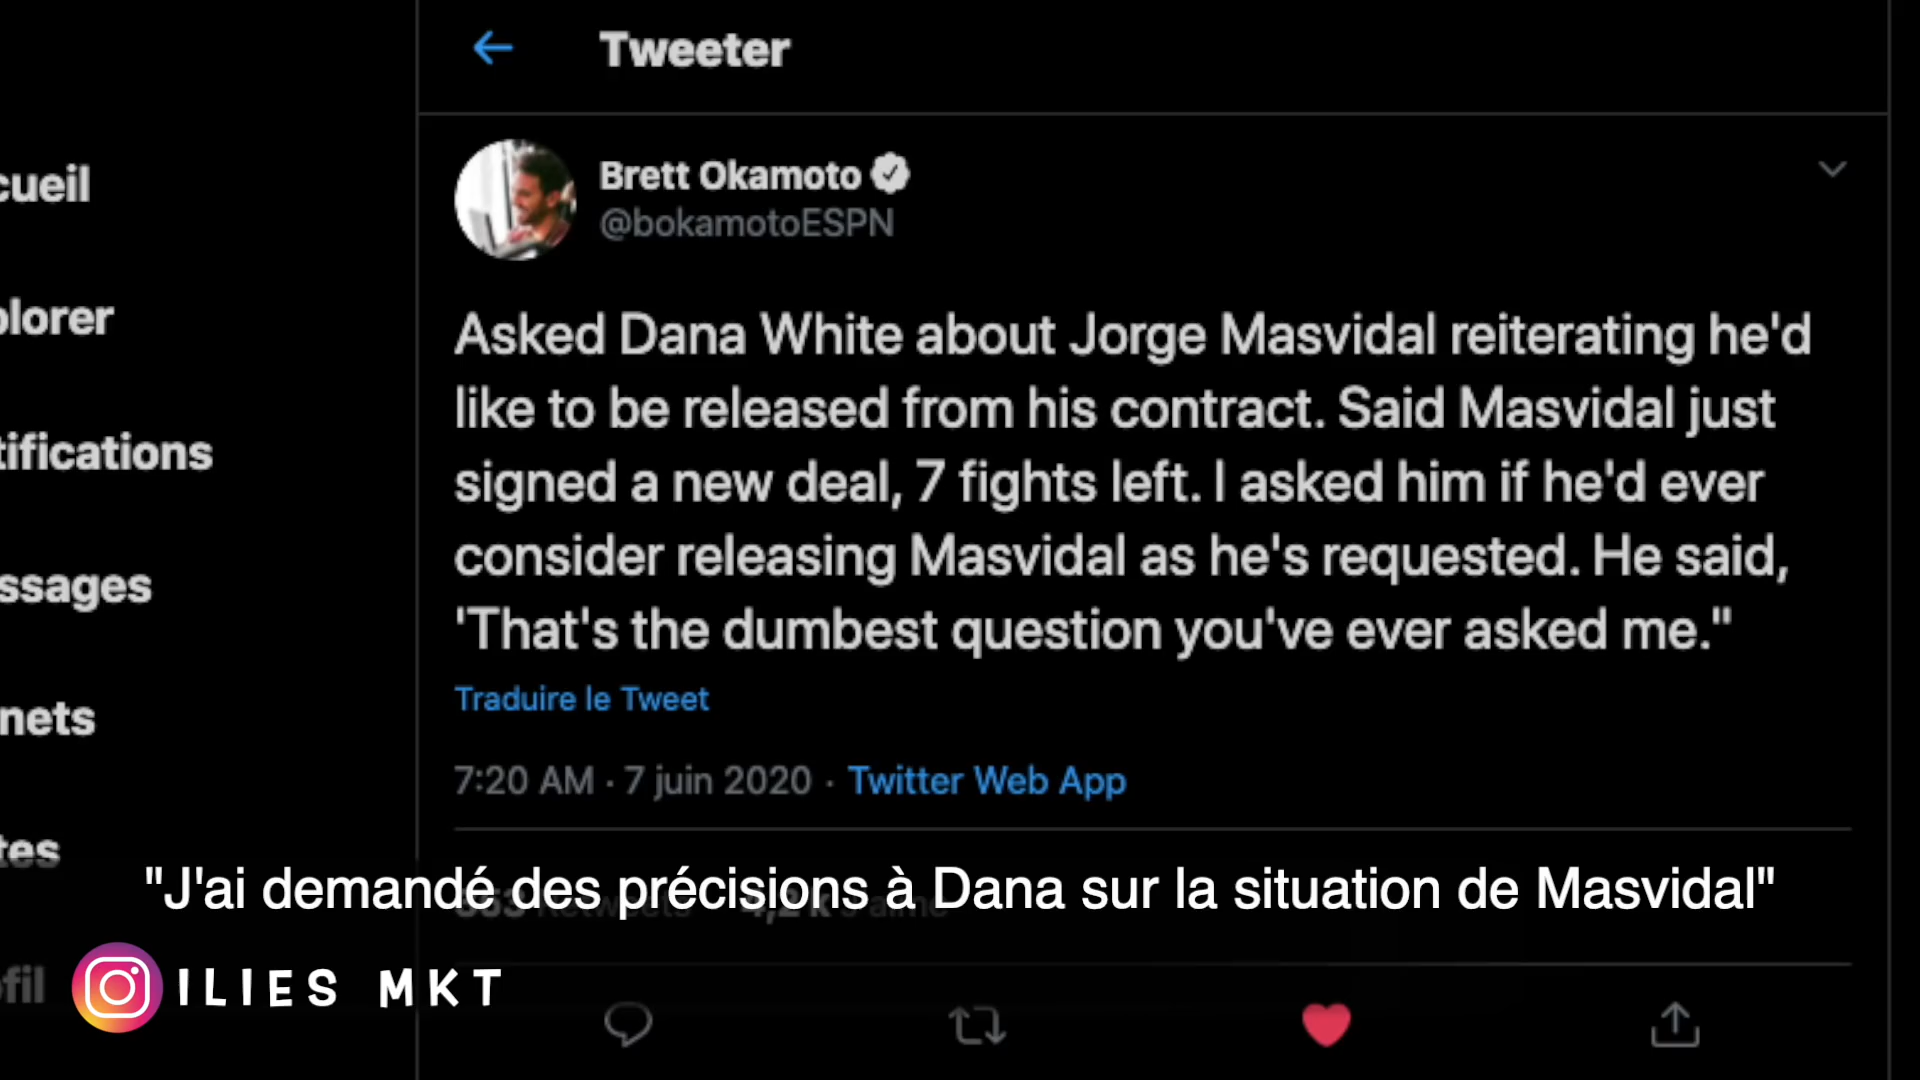 Tweeter
cueil
Brett Okamoto
@bokamotoESPN
plorer
Asked Dana White about Jorge Masvidal reiterating he'd
like to be released from his contract. Said Masvidal just
tifications
signed a new deal, 7 fights left. I asked him if he'd ever
consider releasing Masvidal as he's requested. He said,
ssages
'That's the dumbest question you've ever asked me."
Traduire le Tweet
nets
7:20 AM · 7 juin 2020 · Twitter Web App
tes
"J'ai demandé des précisions à Dana sur la situation de Masvidal"
fil
ILIES MKT